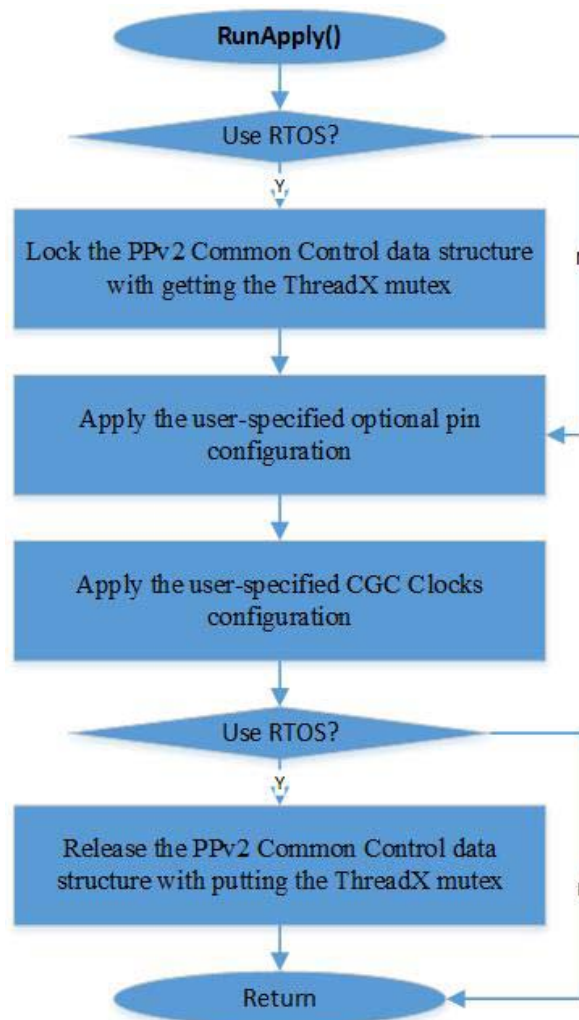 RunApply()
Use RTOS?
Y
Lock the PPv2 Common Control data structure
with getting the ThreadX mutex
Apply the user-specified optional pin
configuration
Apply the user-specified CGC Clocks
configuration
Use RTOS?
Y
Release the PPv2 Common Control data
structure with putting the ThreadX mutex
Return